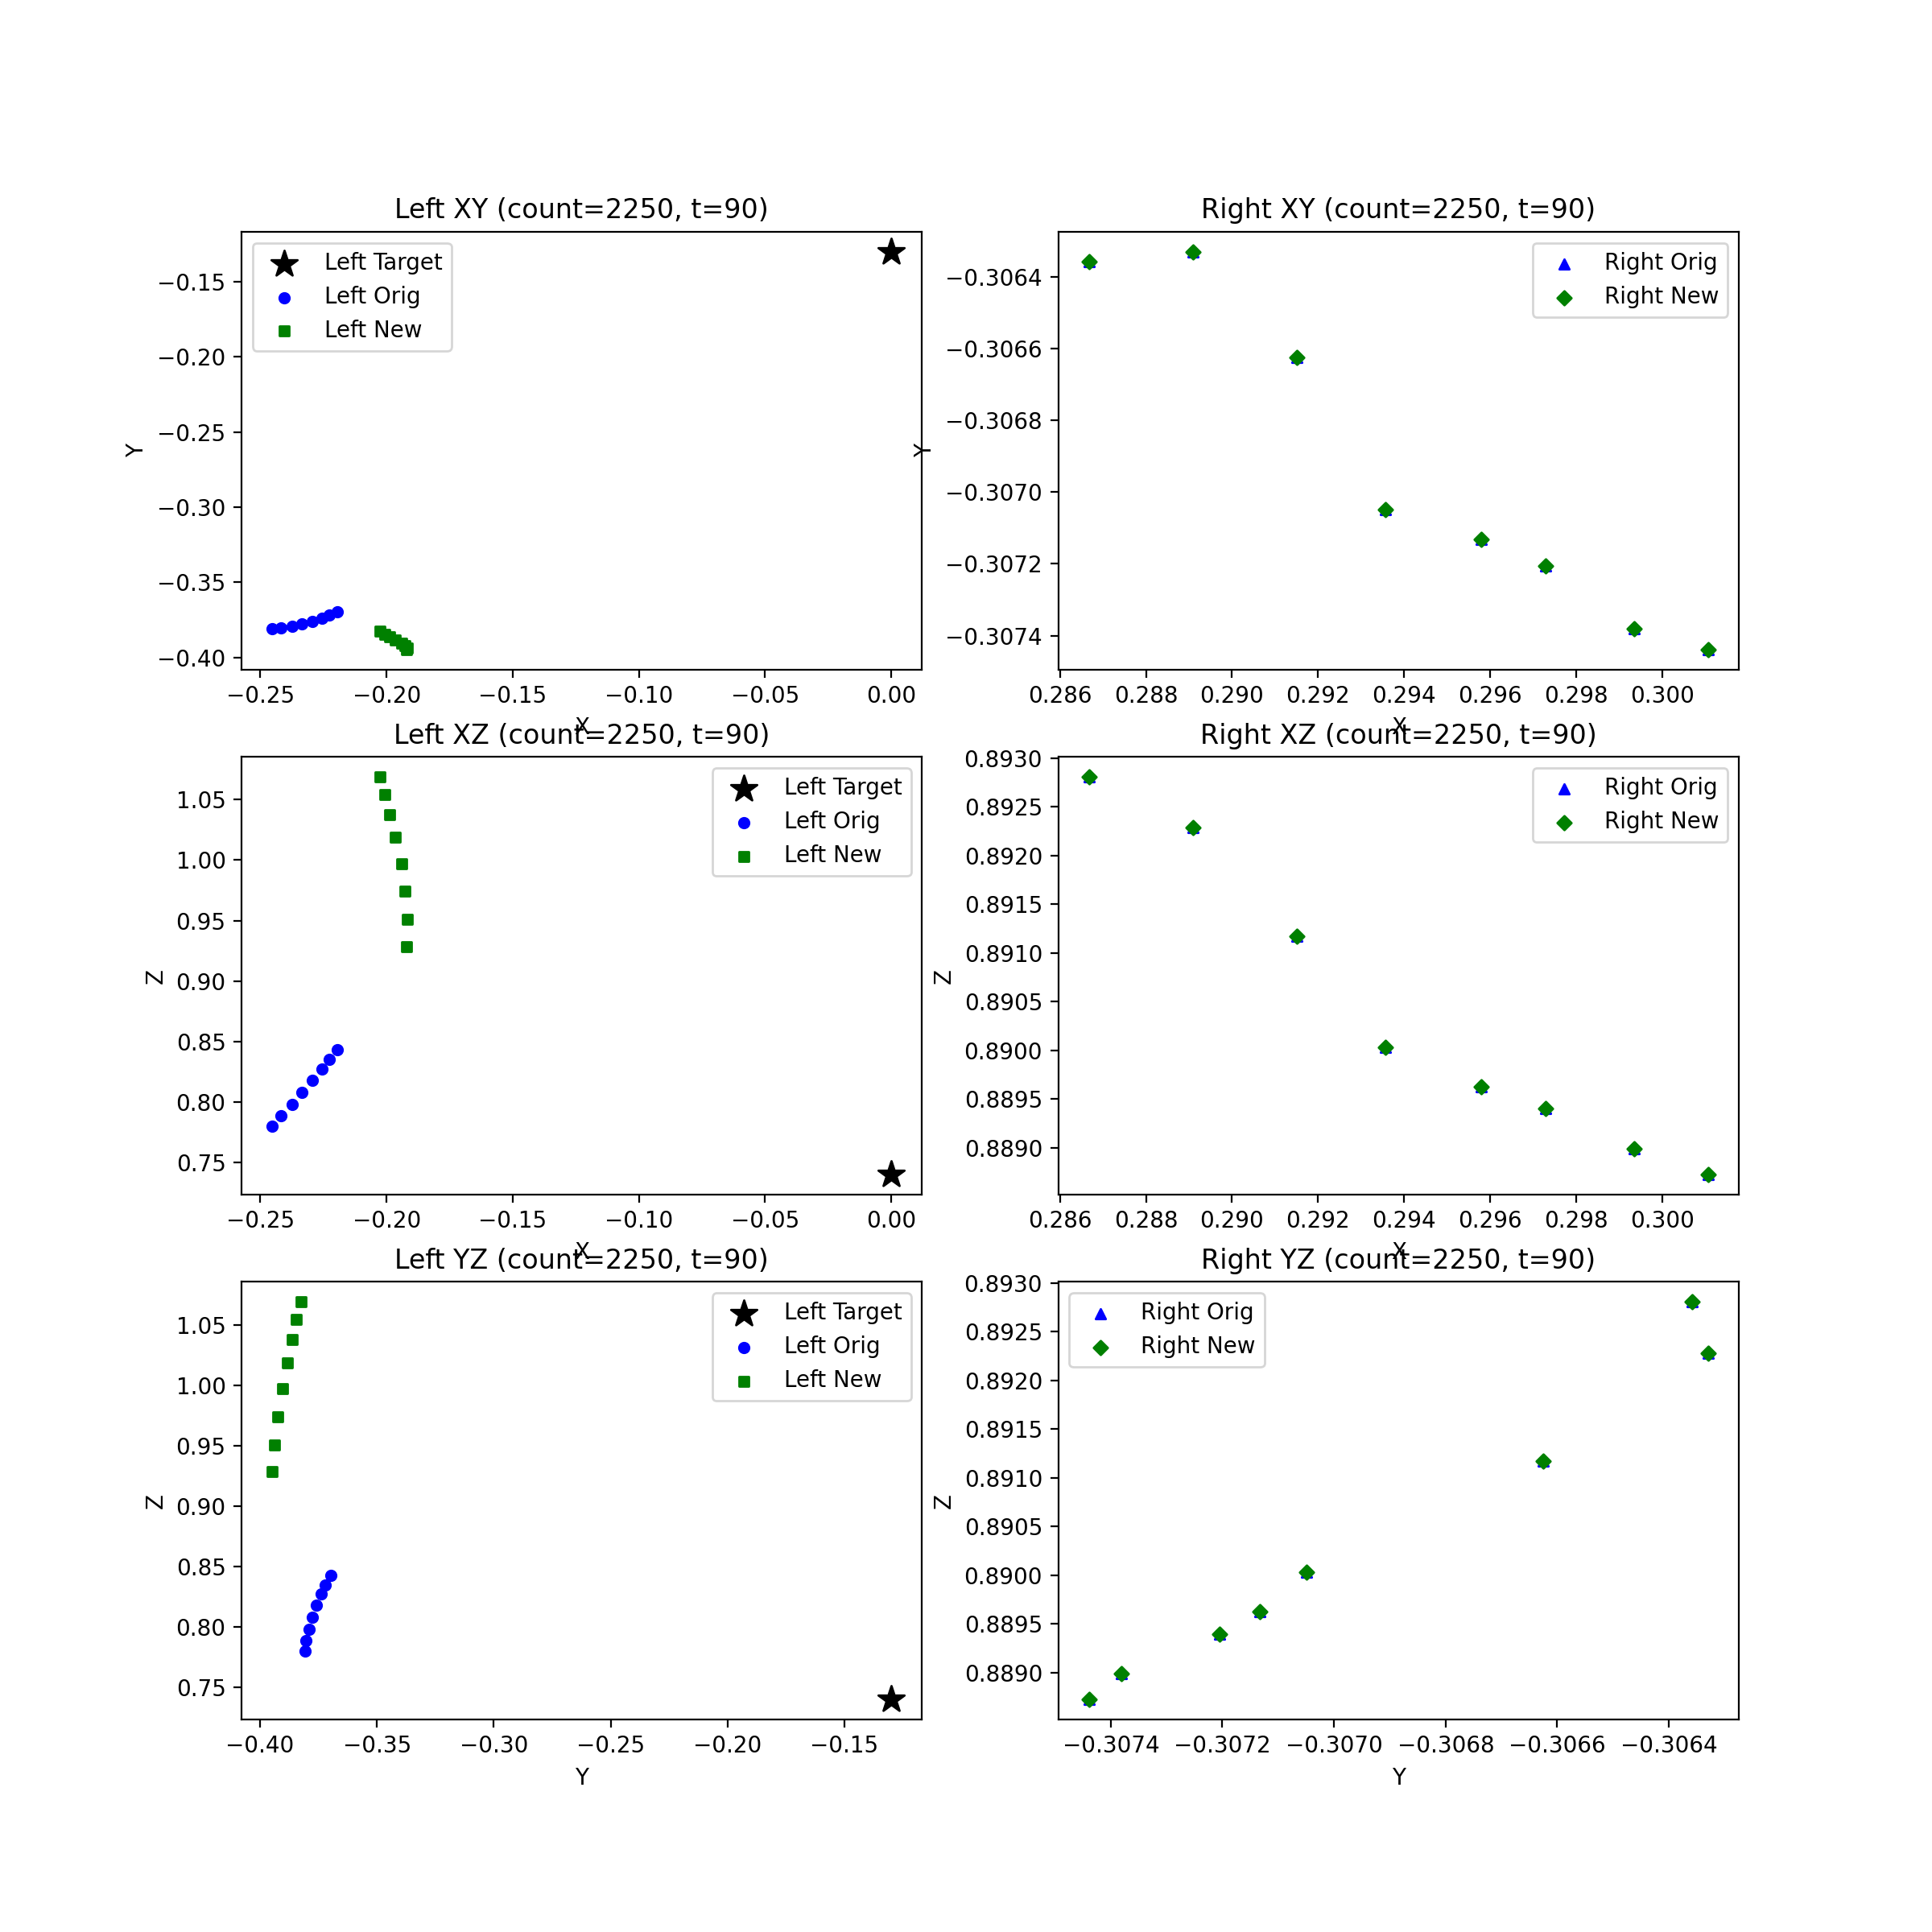 Left XY (count=2250, t=90)
Right XY (count=2250, t=90)
Left Target
Left Orig
Left New
Y
−0.15
−0.20
−0.25
−0.30
−0.35
−0.40
−0.25
−0.20
−0.15
−0.10
−0.05
0.00
X
Right Orig
Right New
Y
−0.3064
−0.3066
−0.3068
−0.3070
−0.3072
−0.3074
0.286
0.288
0.290
0.292
0.294
0.296
0.298
0.300
X
Left XZ (count=2250, t=90)
Right XZ (count=2250, t=90)
Left Target
Left Orig
Left New
Z
1.05
1.00
0.95
0.90
0.85
0.80
0.75
−0.25
−0.20
−0.15
−0.10
−0.05
0.00
X
Right Orig
Right New
Z
0.8930
0.8925
0.8920
0.8915
0.8910
0.8905
0.8900
0.8895
0.8890
0.286
0.288
0.290
0.292
0.294
0.296
0.298
0.300
X
Left YZ (count=2250, t=90)
Right YZ (count=2250, t=90)
Left Target
Left Orig
Left New
Z
1.05
1.00
0.95
0.90
0.85
0.80
0.75
−0.40
−0.35
−0.30
−0.25
−0.20
−0.15
Y
Right Orig
Right New
Z
0.8930
0.8925
0.8920
0.8915
0.8910
0.8905
0.8900
0.8895
0.8890
−0.3074
−0.3072
−0.3070
−0.3068
−0.3066
−0.3064
Y